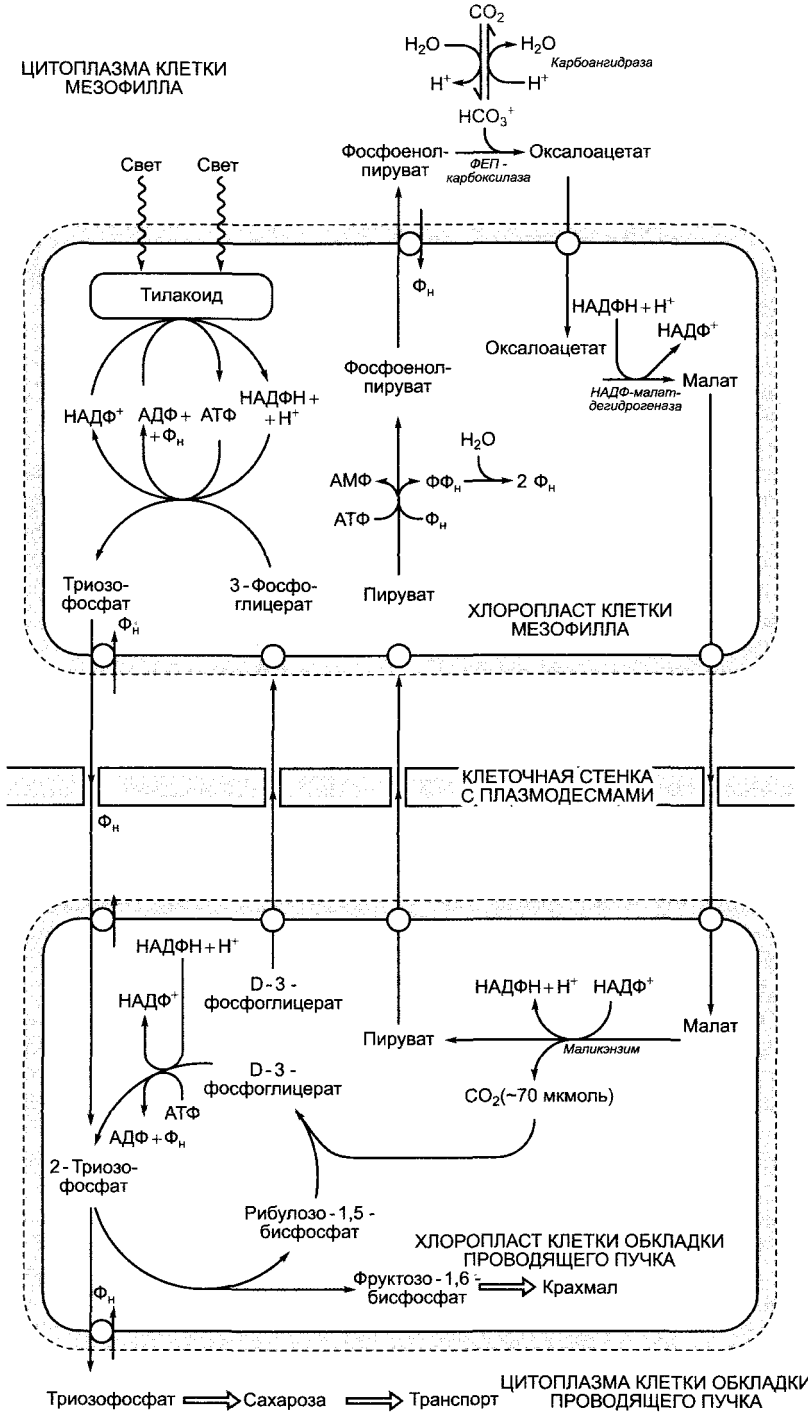 CO₂
H₂O
H₂O
Карбоангидраза
H⁺
H⁺
HCO₃⁺
ЦИТОПЛАЗМА КЛЕТКИ
МЕЗОФИЛЛА
Фосфоенол-
пируват
ФЕП -
карбоксилаза
Оксалоацетат
Свет
Свет
Фн
Тилакоид
НАДФН + H⁺
НАДФ⁺
Оксалоацетат
Малат
НАДФ-малат-
дегидрогеназа
Фосфоенол-
пируват
НАДФ⁺
АДФ +
+ Фн
АТФ
НАДФН +
+ H⁺
H₂O
АМФ
ФФн
2 Фн
АТФ
Фн
Триозо-
фосфат
3 - Фосфо-
глицерат
Пируват
ХЛОРОПЛАСТ КЛЕТКИ
МЕЗОФИЛЛА
Фн
КЛЕТОЧНАЯ СТЕНКА
С ПЛАЗМОДЕСМАМИ
Фн
НАДФН + H⁺
D - 3 -
фосфоглицерат
НАДФ⁺
НАДФН + H⁺
НАДФ⁺
Пируват
Маликэнзим
Малат
D - 3 -
фосфоглицерат
CO₂(~70 мкмоль)
АТФ
АДФ + Фн
2 - Триозо-
фосфат
Рибулозо - 1,5 -
бисфосфат
ХЛОРОПЛАСТ КЛЕТКИ ОБКЛАДКИ
ПРОВОДЯЩЕГО ПУЧКА
Фруктозо - 1,6 -
бисфосфат
Крахмал
Фн
Триозофосфат
Сахароза
Транспорт
ЦИТОПЛАЗМА КЛЕТКИ ОБКЛАДКИ
ПРОВОДЯЩЕГО ПУЧКА